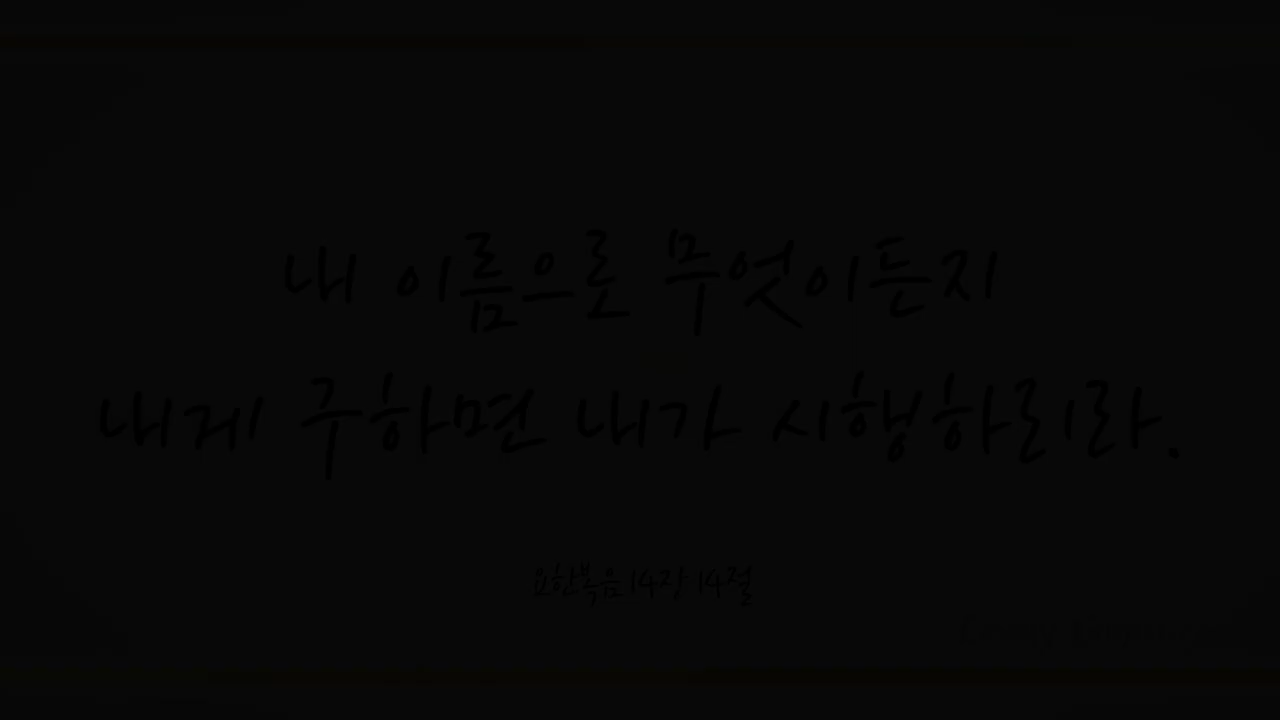 내 이름으로 무엇이든지
내게 구하면 내가 시행하리라.
요한복음 14장 14절